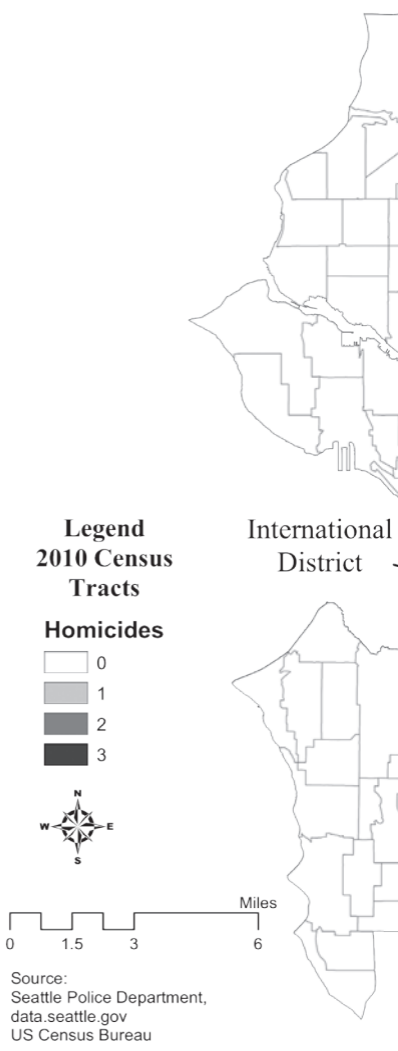 Legend
2010 Census
Tracts
International
District
Homicides
0
1
2
3
N
W E
S
Miles
0 1.5 3 6
Source:
Seattle Police Department,
data.seattle.gov
US Census Bureau